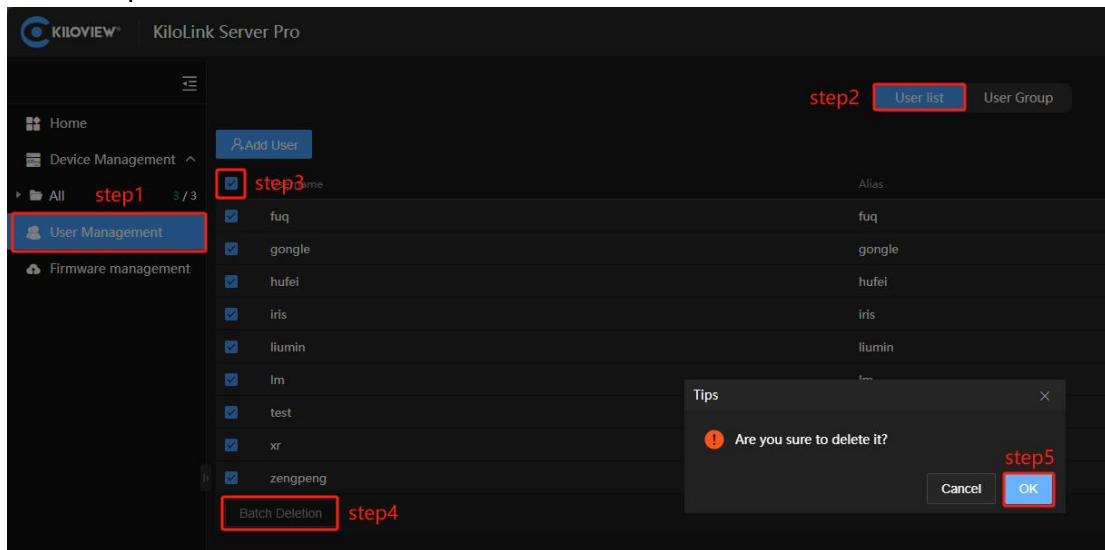 KILOVIEW® KiloLink Server Pro
step2 User list User Group
Home
Add User
Device Management
All step1 3 / 3
step3 Username Alias
fuq fuq
User Management
gongle gongle
Firmware management
hufei hufei
iris iris
liumin liumin
lm lm
Tips
test
Are you sure to delete it?
xr
step5
zengpeng
Cancel OK
Batch Deletion step4